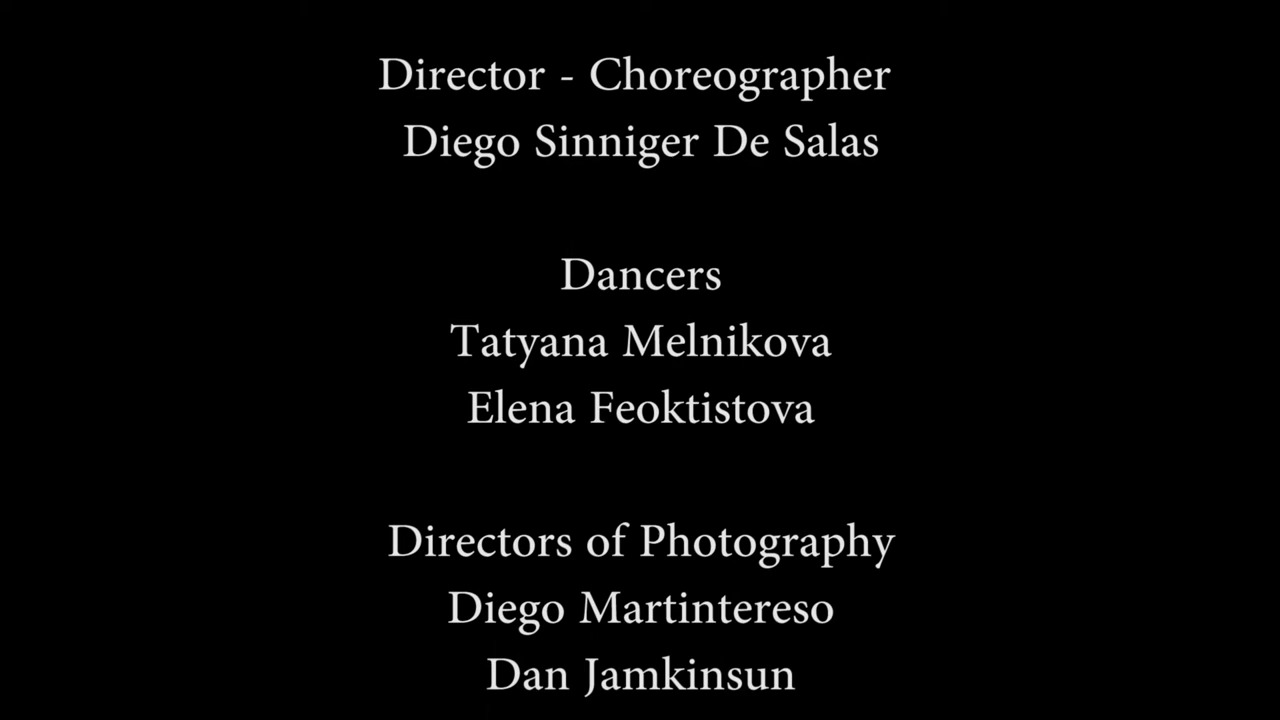 Director - Choreographer
Diego Sinniger De Salas
Dancers
Tatyana Melnikova
Elena Feoktistova
Directors of Photography
Diego Martintereso
Dan Jamkinsun